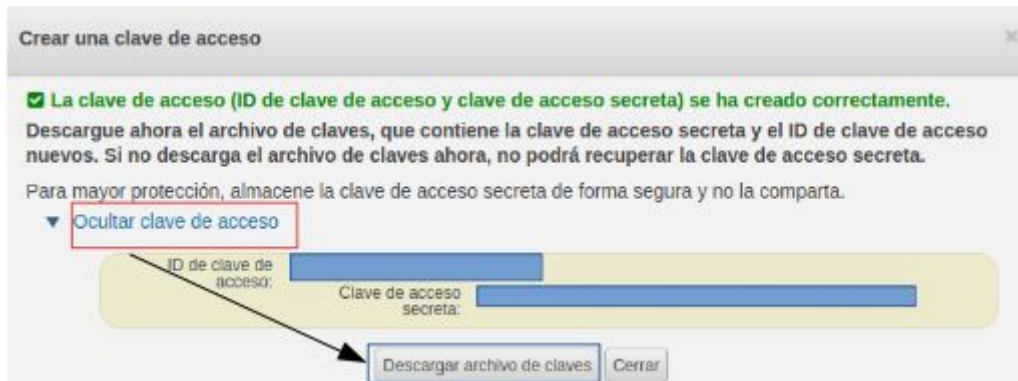 Crear una clave de acceso
La clave de acceso (ID de clave de acceso y clave de acceso secreta) se ha creado correctamente.
Descargue ahora el archivo de claves, que contiene la clave de acceso secreta y el ID de clave de acceso
nuevos. Si no descarga el archivo de claves ahora, no podrá recuperar la clave de acceso secreta.
Para mayor protección, almacene la clave de acceso secreta de forma segura y no la comparta.
Ocultar clave de acceso
ID de clave de
acceso:
Clave de acceso
secreta:
Descargar archivo de claves Cerrar